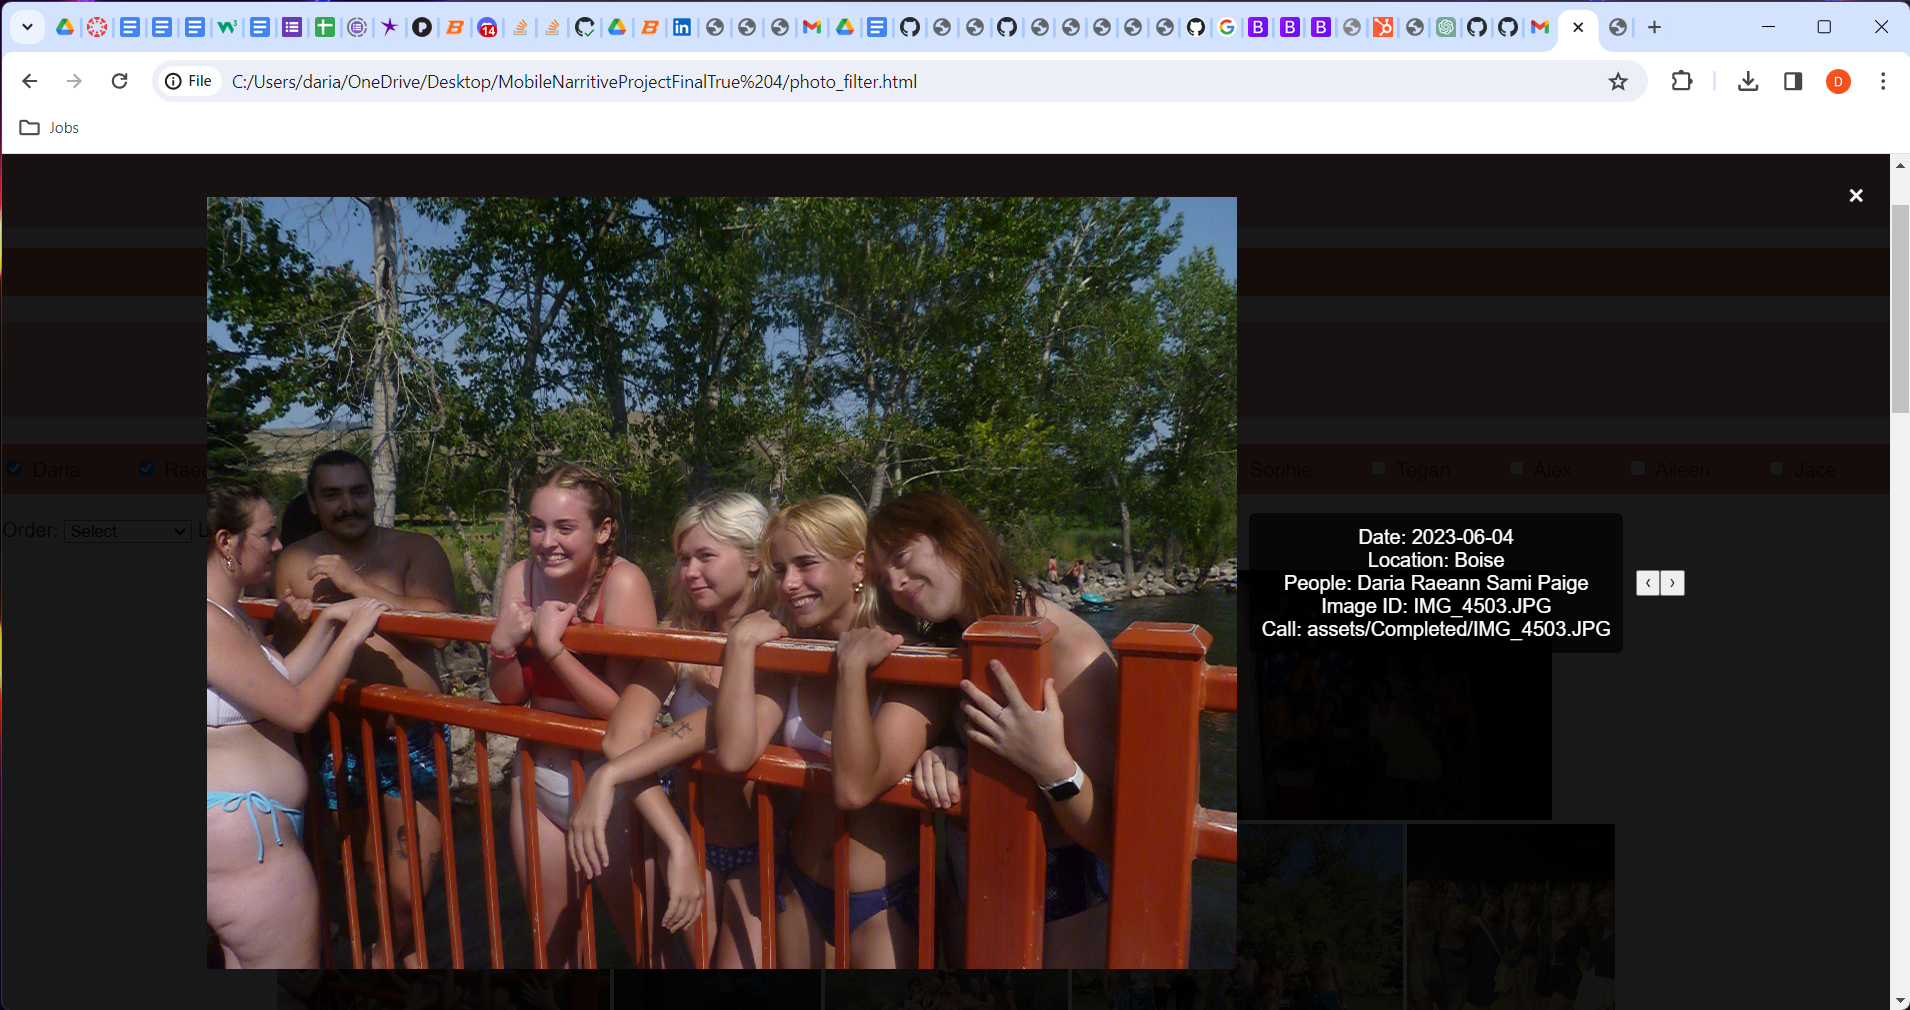 14
File
C:/Users/daria/OneDrive/Desktop/MobileNarritiveProjectFinalTrue%204/photo_filter.html
D
Jobs
Daria
Raea
Sophie
Tegan
Alex
Aileen
Jace
Order: Select
Date: 2023-06-04
Location: Boise
People: Daria Raeann Sami Paige
Image ID: IMG_4503.JPG
Call: assets/Completed/IMG_4503.JPG